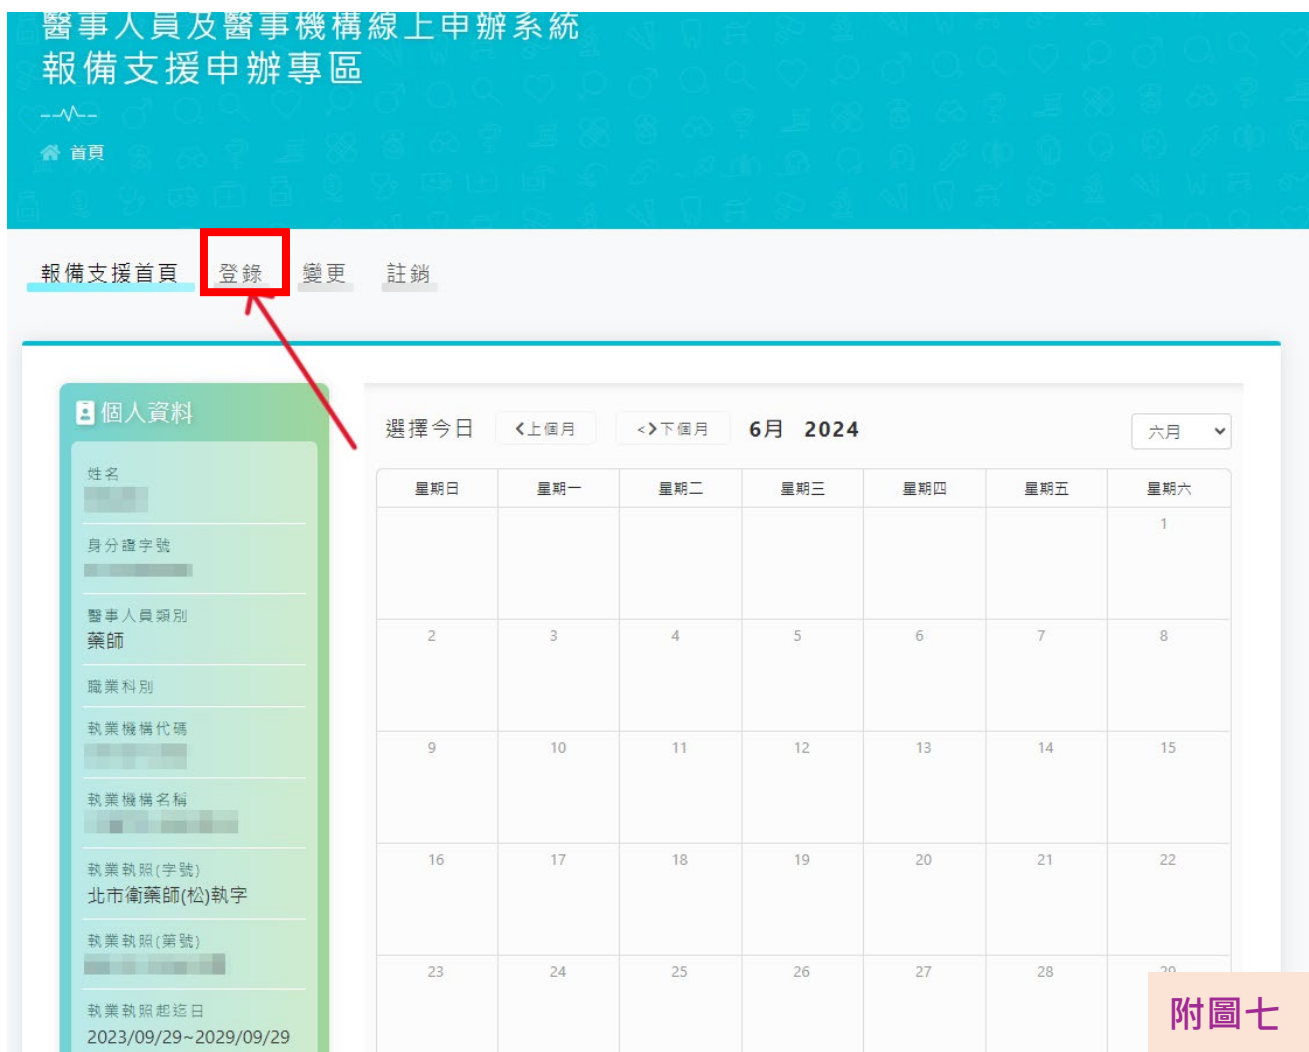 醫事人員及醫事機構線上申辦系統
報備支援申辦專區
首頁
報備支援首頁 登錄 變更 註銷
個人資料
姓名
身分證字號
醫事人員類別
藥師
職業科別
執業機構代碼
執業機構名稱
執業執照(字號)
北市衛藥師(松)執字
執業執照(第號)
執業執照起迄日
2023/09/29~2029/09/29
選擇今日 <上個月 <>下個月 6月 2024 六月
星期日 星期一 星期二 星期三 星期四 星期五 星期六
1
2 3 4 5 6 7 8
9 10 11 12 13 14 15
16 17 18 19 20 21 22
23 24 25 26 27 28 29
附圖七